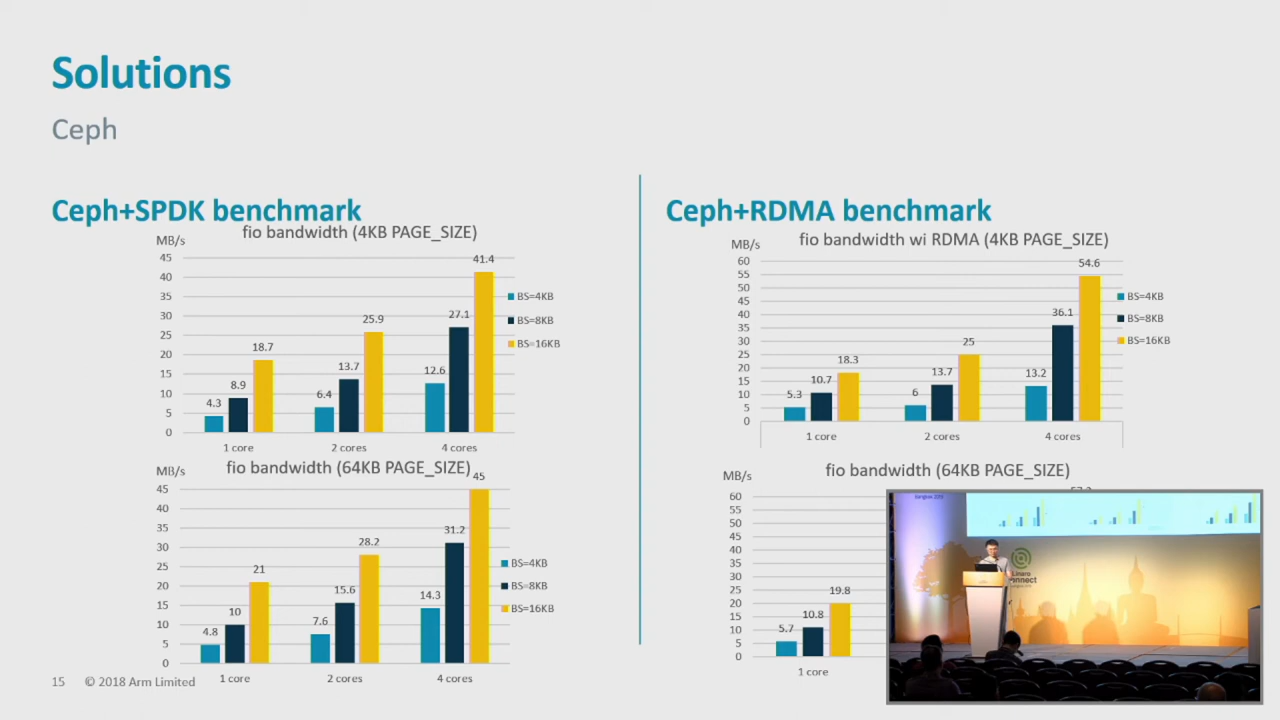 Solutions
Ceph
Ceph+SPDK benchmark
fio bandwidth (4KB PAGE_SIZE)
MB/s
45
40
35
30
25
20
15
10
5
0
4.3
8.9
18.7
6.4
13.7
25.9
12.6
27.1
41.4
1 core
2 cores
4 cores
BS=4KB
BS=8KB
BS=16KB
fio bandwidth (64KB PAGE_SIZE)
MB/s
45
40
35
30
25
20
15
10
5
0
4.8
10
21
7.6
15.6
28.2
14.3
31.2
45
1 core
2 cores
4 cores
BS=4KB
BS=8KB
BS=16KB
Ceph+RDMA benchmark
fio bandwidth wi RDMA (4KB PAGE_SIZE)
MB/s
60
55
50
45
40
35
30
25
20
15
10
5
0
5.3
10.7
18.3
6
13.7
25
13.2
36.1
54.6
1 core
2 cores
4 cores
BS=4KB
BS=8KB
BS=16KB
fio bandwidth (64KB PAGE_SIZE)
MB/s
60
55
50
45
40
35
30
25
20
15
10
5
0
5.7
10.8
19.8
1 core
Linaro
connect
15 © 2018 Arm Limited